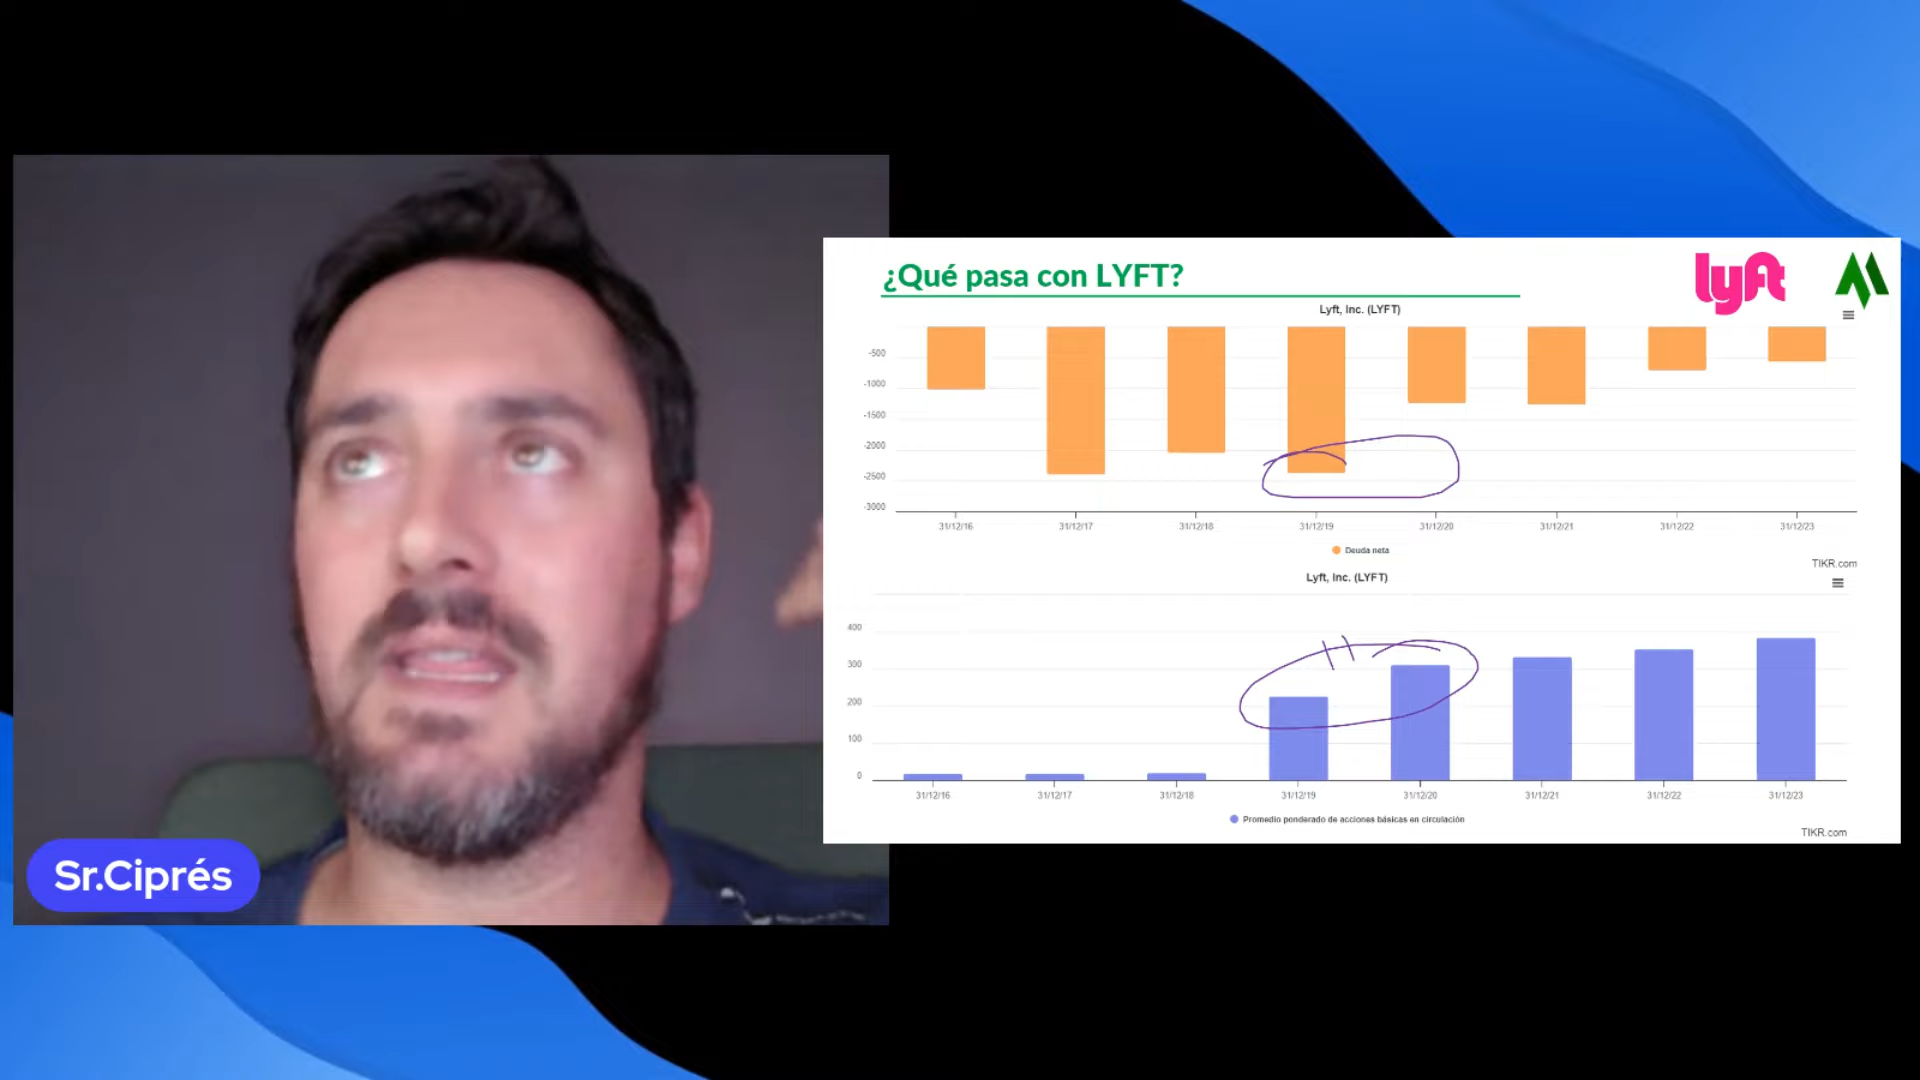 ¿Qué pasa con LYFT?
lyft
Lyft, Inc. (LYFT)
-500
-1000
-1500
-2000
-2500
-3000
31/12/16 31/12/17 31/12/18 31/12/19 31/12/20 31/12/21 31/12/22 31/12/23
Deuda neta
TIKR.com
Lyft, Inc. (LYFT)
400
300
200
100
0
31/12/16 31/12/17 31/12/18 31/12/19 31/12/20 31/12/21 31/12/22 31/12/23
Promedio ponderado de acciones básicas en circulación
TIKR.com
Sr.Ciprés